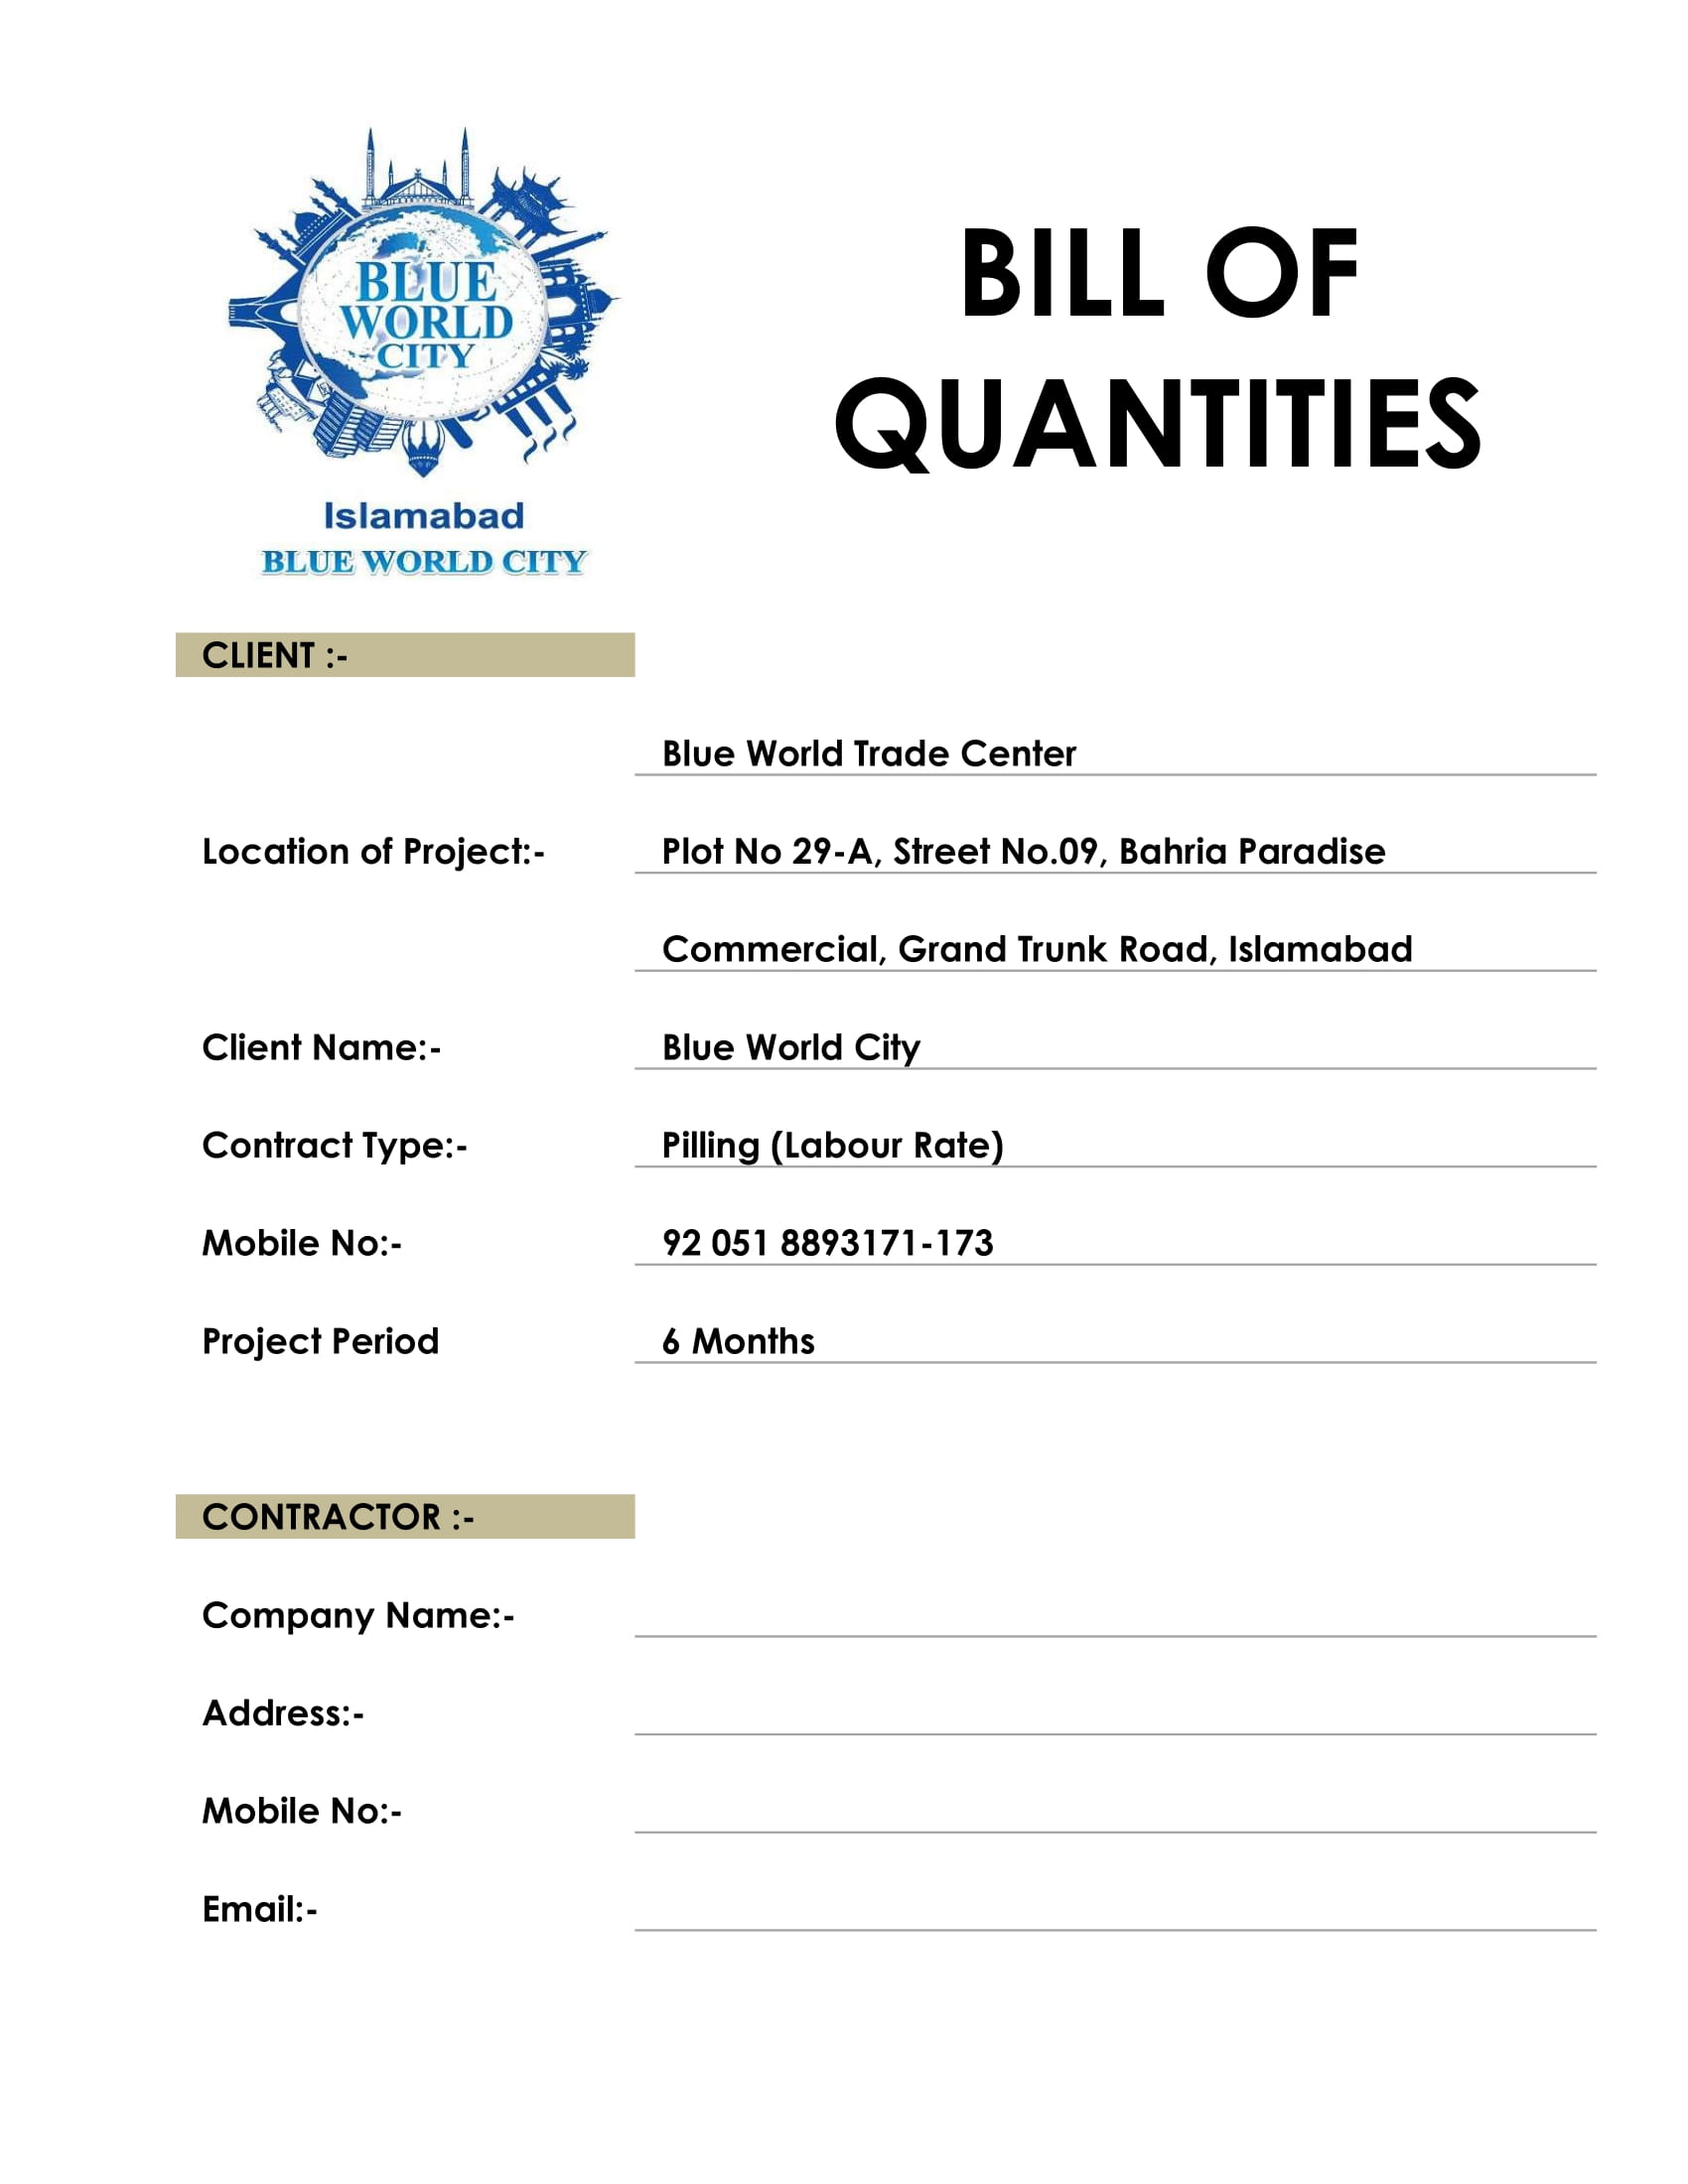 BLUE
WORLD
CITY
Islamabad
BLUE WORLD CITY
BILL OF
QUANTITIES
CLIENT :-
Blue World Trade Center
Location of Project:- Plot No 29-A, Street No.09, Bahria Paradise
Commercial, Grand Trunk Road, Islamabad
Client Name:- Blue World City
Contract Type:- Pilling (Labour Rate)
Mobile No:- 92 051 8893171-173
Project Period 6 Months
CONTRACTOR :-
Company Name:-
Address:-
Mobile No:-
Email:-